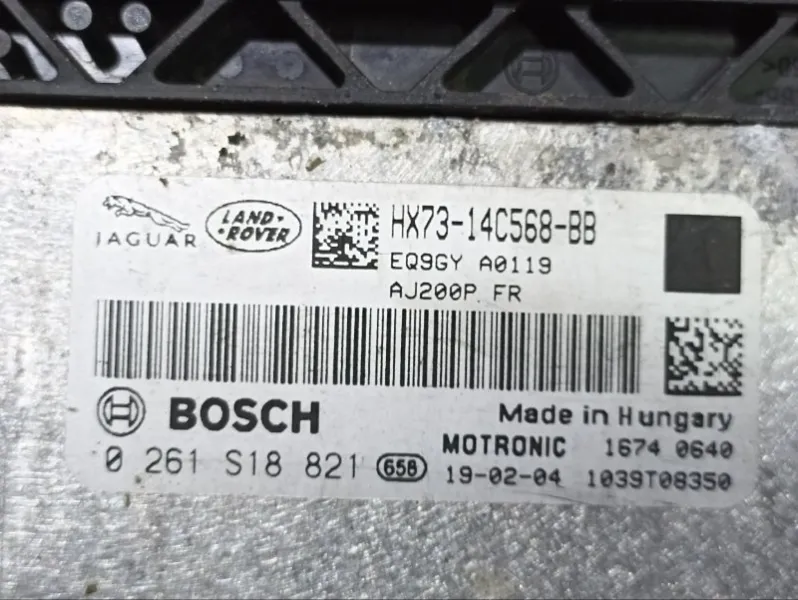 JAGUAR
LAND-
-ROVER
HX73-14C568-BB
EQ9GY A0119
AJ200P FR
BOSCH
Made in Hungary
MOTRONIC 1674 0640
0 261 S18 821 658
19-02-04 1039T08350